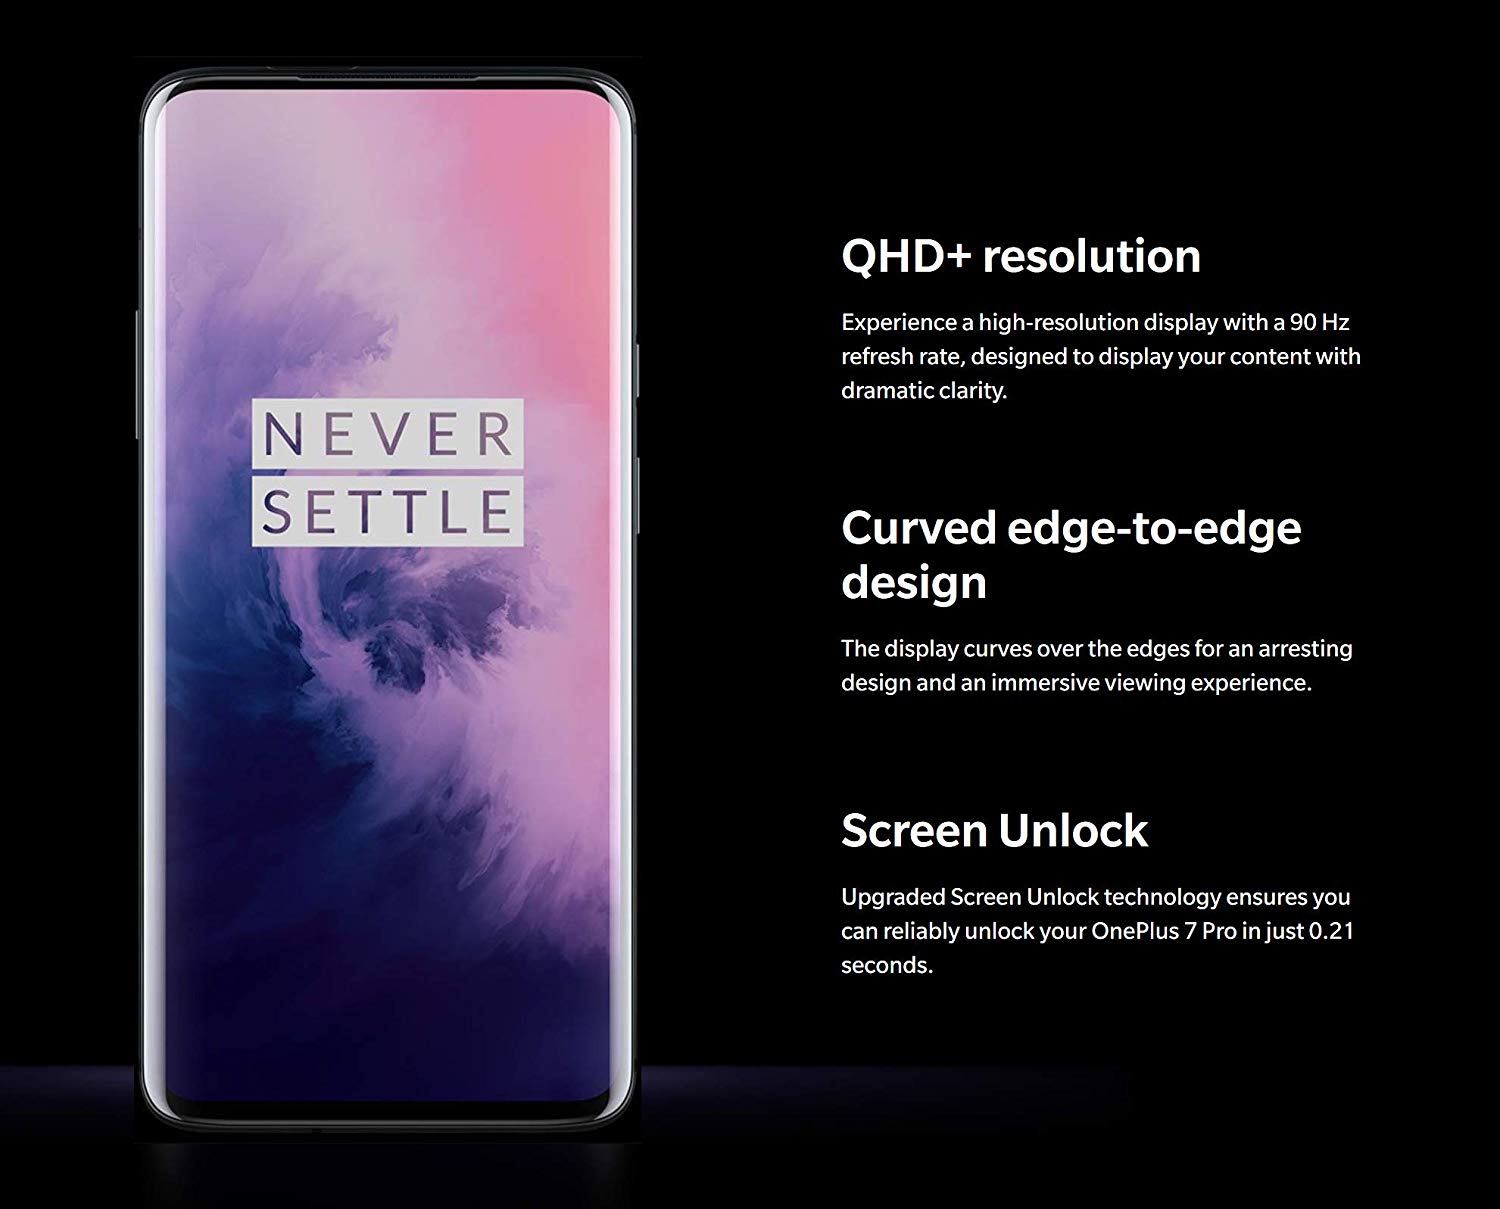 NEVER
SETTLE
QHD+ resolution
Experience a high-resolution display with a 90 Hz
refresh rate, designed to display your content with
dramatic clarity.
Curved edge-to-edge
design
The display curves over the edges for an arresting
design and an immersive viewing experience.
Screen Unlock
Upgraded Screen Unlock technology ensures you
can reliably unlock your OnePlus 7 Pro in just 0.21
seconds.